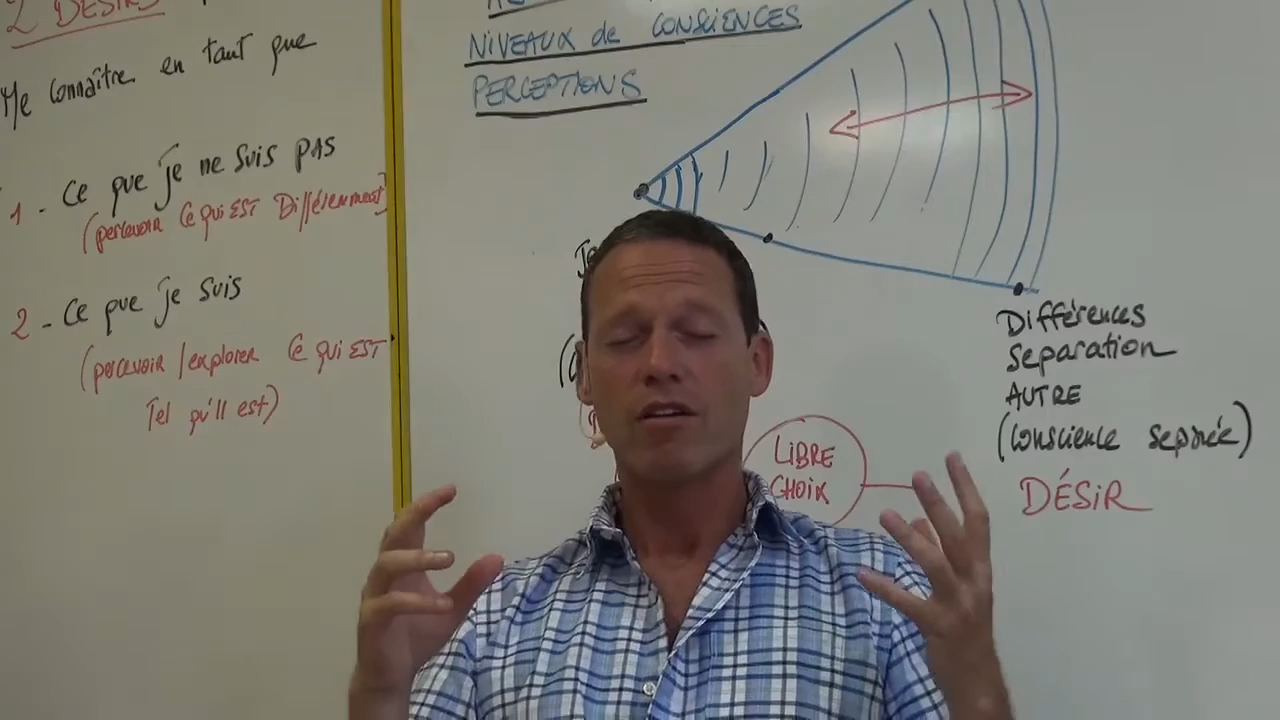 2 DÉSIRS
Me connaître en tant que
1 - Ce que je ne suis pas
(percevoir Ce qui EST Différemment)
2 - Ce que je suis
(percevoir / explorer Ce qui EST
Tel qu'il est)
NIVEAUX de CONSCIENCES
PERCEPTIONS
Différences
Separation
AUTRE
(Conscience separée)
DÉSIR
LIBRE
CHOIX